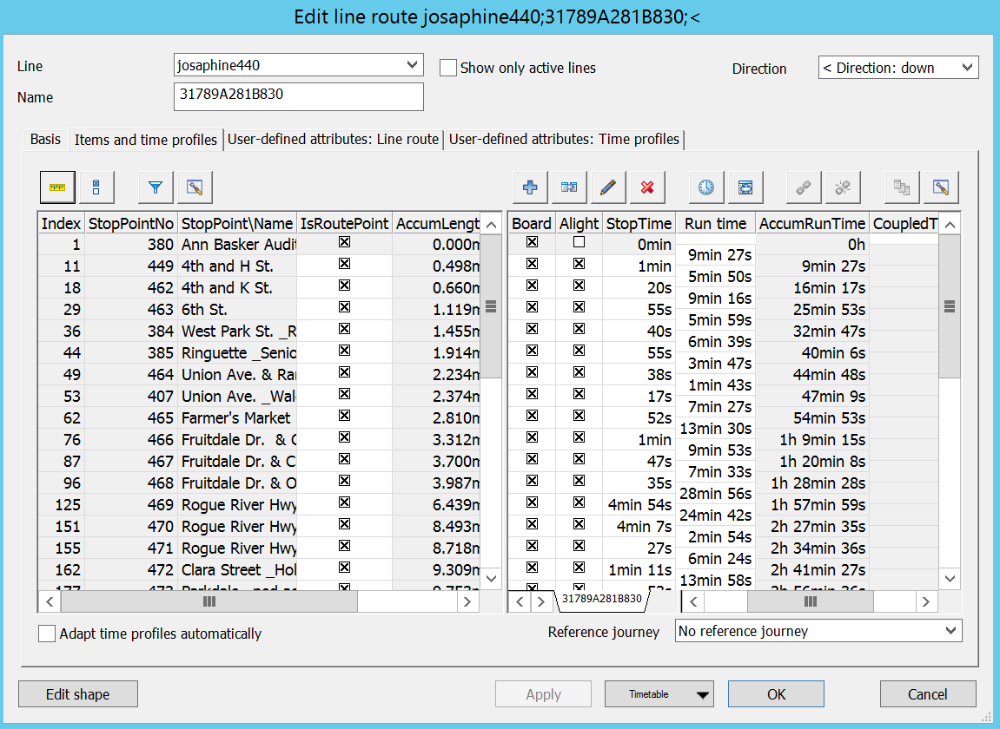 Edit line route josaphine440;31789A281B830;<
Line josaphine440 Show only active lines Direction < Direction: down
Name 31789A281B830
Basis Items and time profiles User-defined attributes: Line route User-defined attributes: Time profiles
Index StopPointNo StopPoint\Name IsRoutePoint AccumLengt Board Alight StopTime Run time AccumRunTime CoupledT
1 380 Ann Basker Audit 0.000m 0min 0h
9min 27s
11 449 4th and H St. 0.498m 1min 9min 27s
5min 50s
18 462 4th and K St. 0.660m 20s 16min 17s
9min 16s
29 463 6th St. 1.119m 55s 25min 53s
5min 59s
36 384 West Park St. _R 1.455m 40s 32min 47s
6min 39s
44 385 Ringuette _Senio 1.914m 55s 40min 6s
3min 47s
49 464 Union Ave. & Rai 2.234m 38s 44min 48s
1min 43s
53 407 Union Ave. _Wal 2.374m 17s 47min 9s
7min 27s
62 465 Farmer's Market 2.810m 52s 54min 53s
13min 30s
76 466 Fruitdale Dr. & C 3.312m 1min 1h 9min 15s
9min 53s
87 467 Fruitdale Dr. & C 3.700m 47s 1h 20min 8s
7min 33s
96 468 Fruitdale Dr. & O 3.987m 35s 1h 28min 28s
28min 56s
125 469 Rogue River Hwy 6.439m 4min 54s 1h 57min 59s
24min 42s
151 470 Rogue River Hwy 8.493m 4min 7s 2h 27min 35s
2min 54s
155 471 Rogue River Hwy 8.718m 27s 2h 34min 36s
6min 24s
162 472 Clara Street _Hol 9.309m 1min 11s 2h 41min 27s
13min 58s
31789A281B830
Adapt time profiles automatically Reference journey No reference journey
Edit shape Apply Timetable OK Cancel